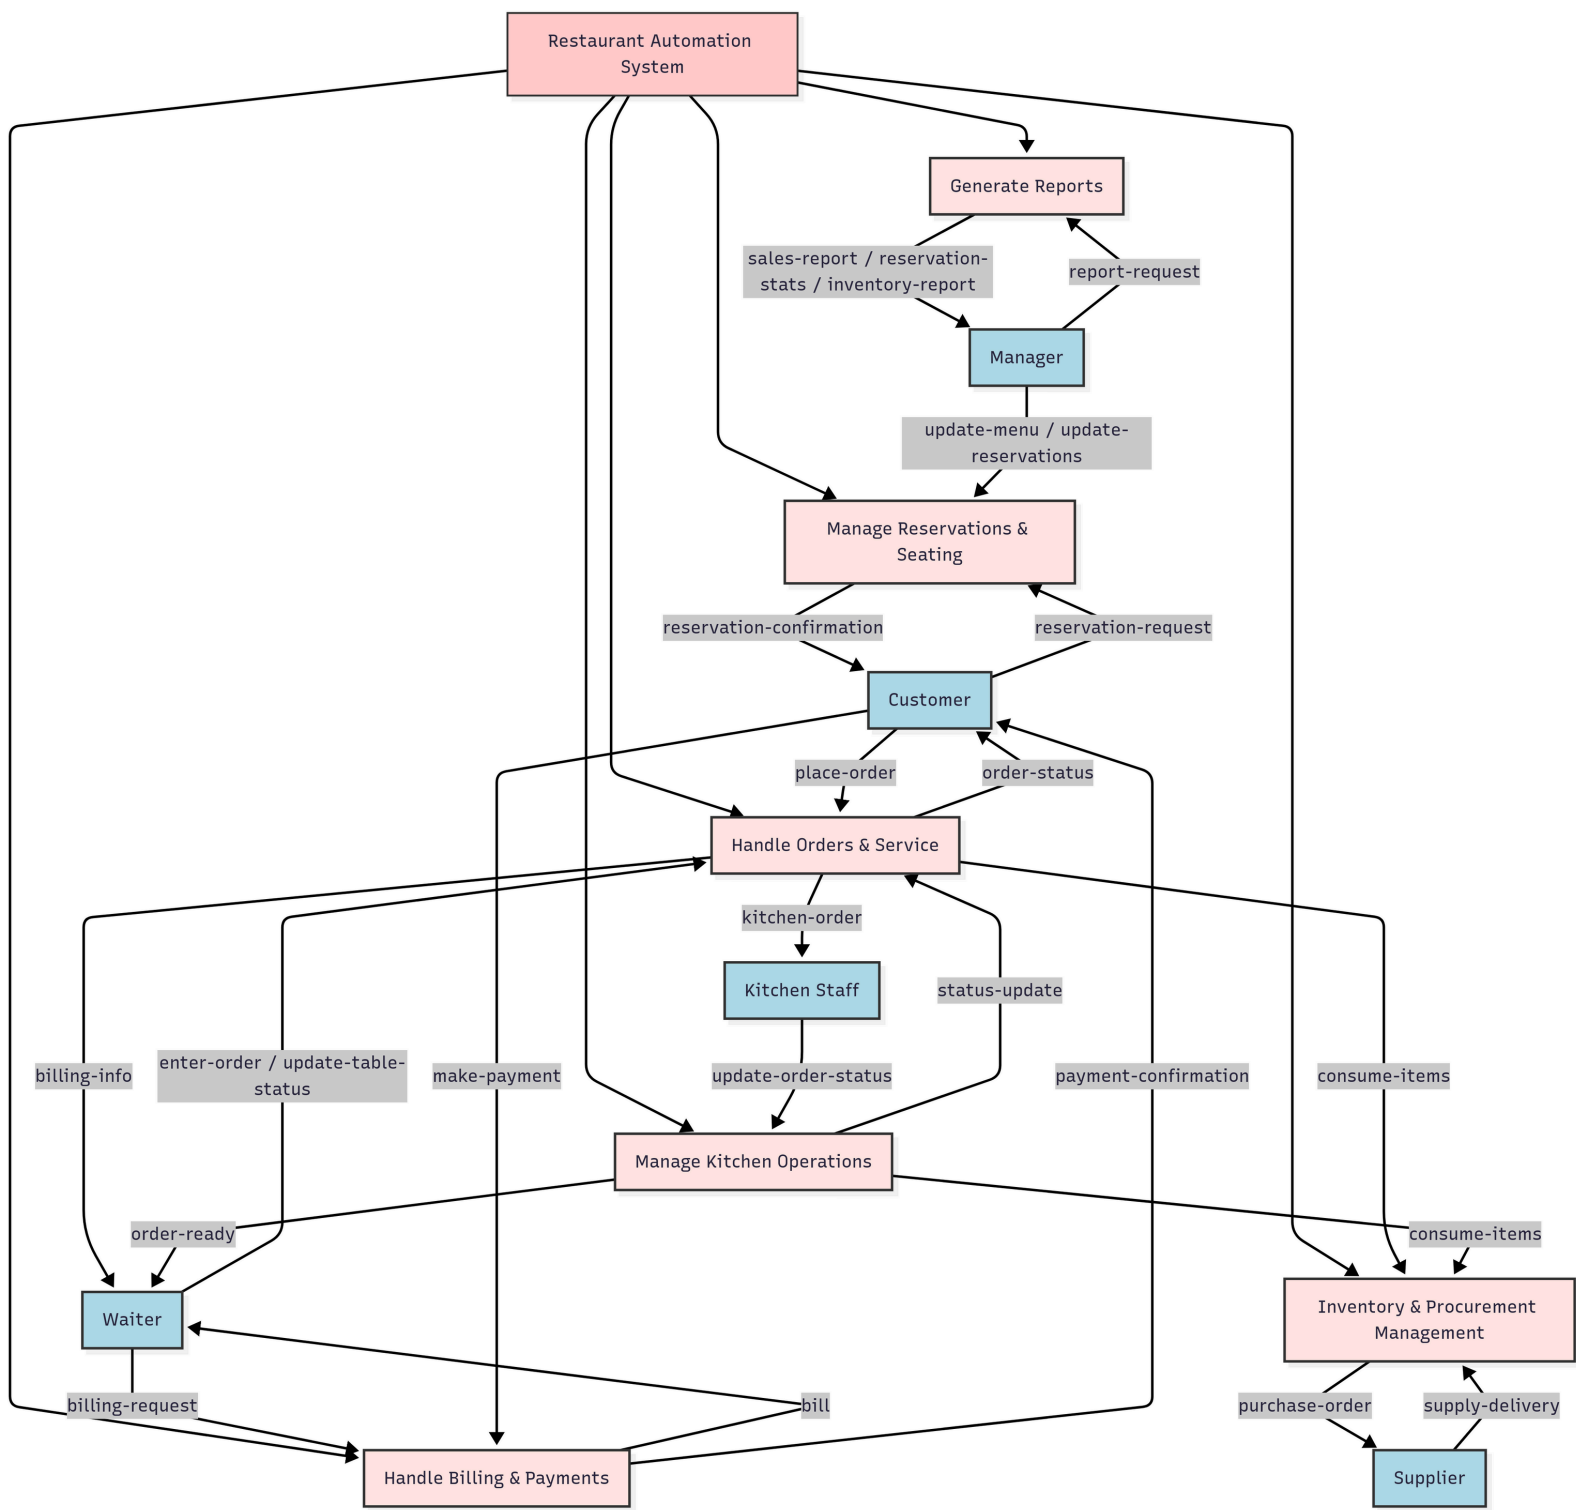 Restaurant Automation
System
Generate Reports
sales-report / reservation-
stats / inventory-report
report-request
Manager
update-menu / update-
reservations
Manage Reservations &
Seating
reservation-confirmation
reservation-request
Customer
place-order
order-status
Handle Orders & Service
kitchen-order
Kitchen Staff
status-update
billing-info
enter-order / update-table-
status
make-payment
update-order-status
payment-confirmation
consume-items
Manage Kitchen Operations
order-ready
consume-items
Waiter
Inventory & Procurement
Management
billing-request
bill
purchase-order
supply-delivery
Handle Billing & Payments
Supplier